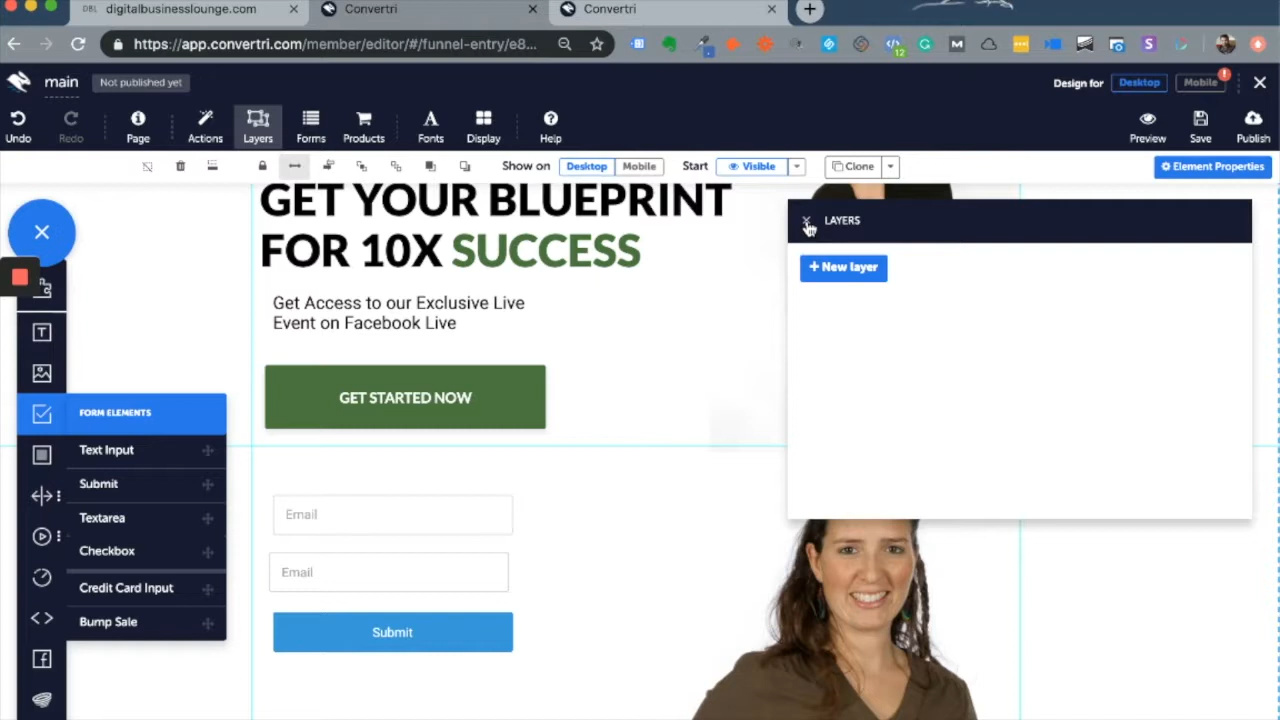 DBL digitalbusinesslounge.com
Convertri
Convertri
https://app.convertri.com/member/editor/#/funnel-entry/e8...
12
main
Not published yet
Design for
Desktop
Mobile
Undo
Redo
Page
Actions
Layers
Forms
Products
Fonts
Display
Help
Preview
Save
Publish
Show on
Desktop
Mobile
Start
Visible
Clone
Element Properties
GET YOUR BLUEPRINT
FOR 10X SUCCESS
Get Access to our Exclusive Live
Event on Facebook Live
GET STARTED NOW
LAYERS
+ New layer
FORM ELEMENTS
Text Input
Submit
Textarea
Checkbox
Credit Card Input
Bump Sale
Email
Email
Submit